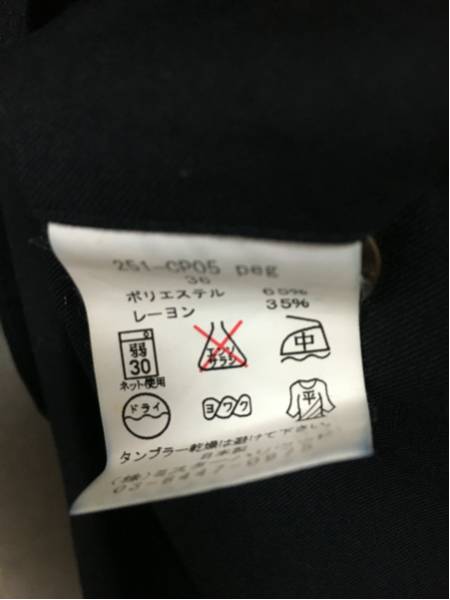 251-CP05 peg
36
ポリエステル 65%
レーヨン 35%
弱
30
ネット使用
エンソ
サラシ
中
ドライ
ヨワク
平
タンブラー乾燥は避けて下さい
日本製